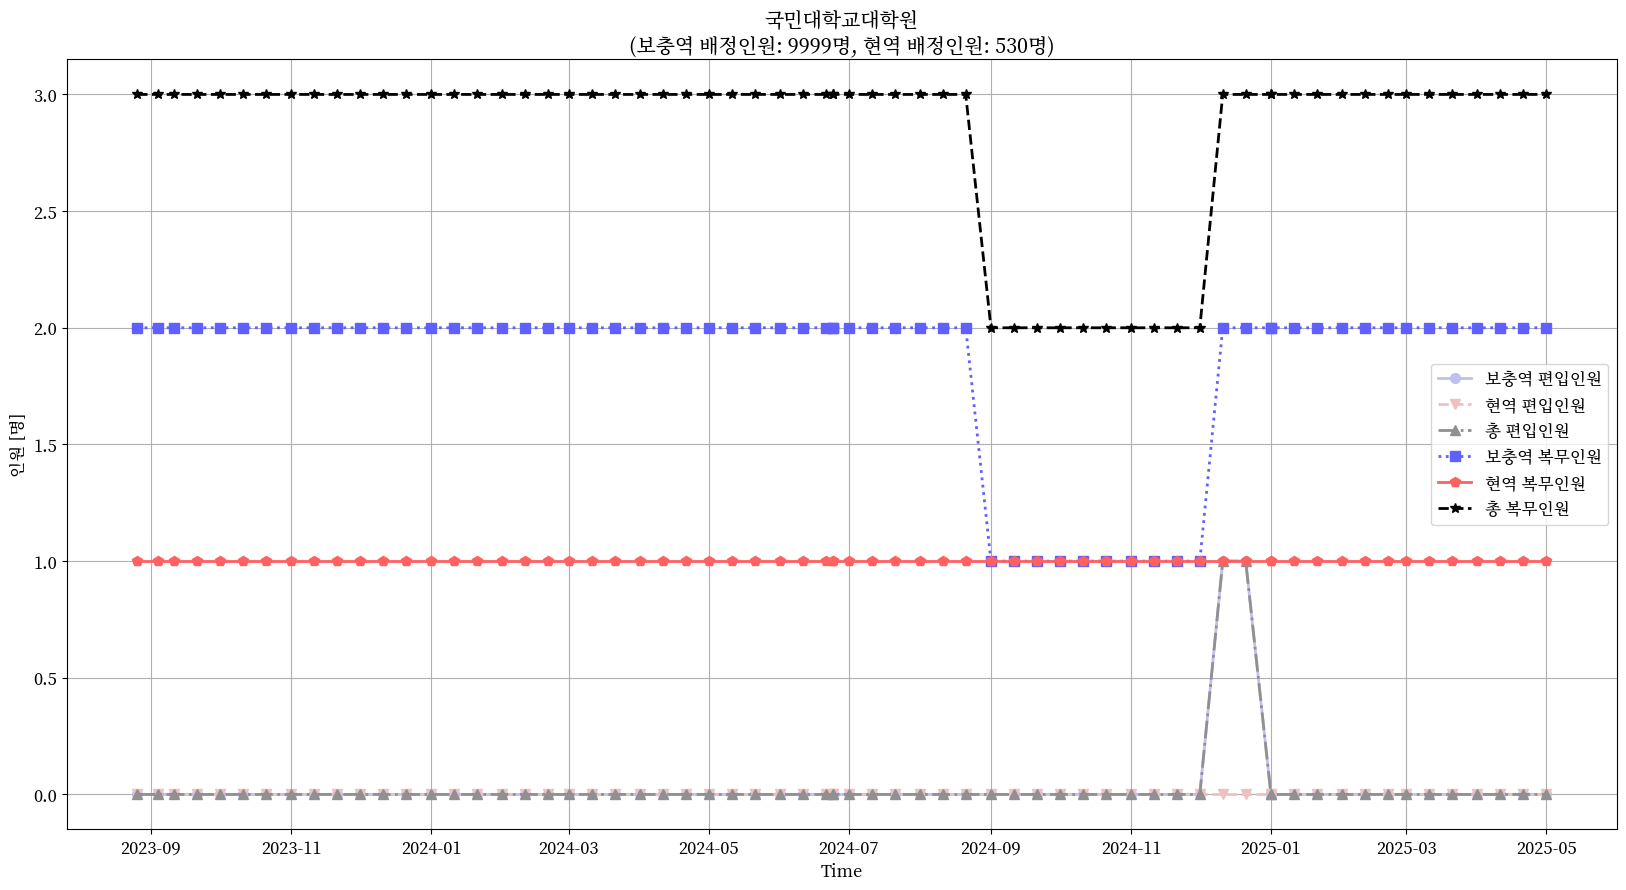 국민대학교대학원
(보충역 배정인원: 9999명, 현역 배정인원: 530명)
3.0
2.5
2.0
1.5
1.0
0.5
0.0
인원 [명]
보충역 편입인원
현역 편입인원
총 편입인원
보충역 복무인원
현역 복무인원
총 복무인원
2023-09 2023-11 2024-01 2024-03 2024-05 2024-07 2024-09 2024-11 2025-01 2025-03 2025-05
Time